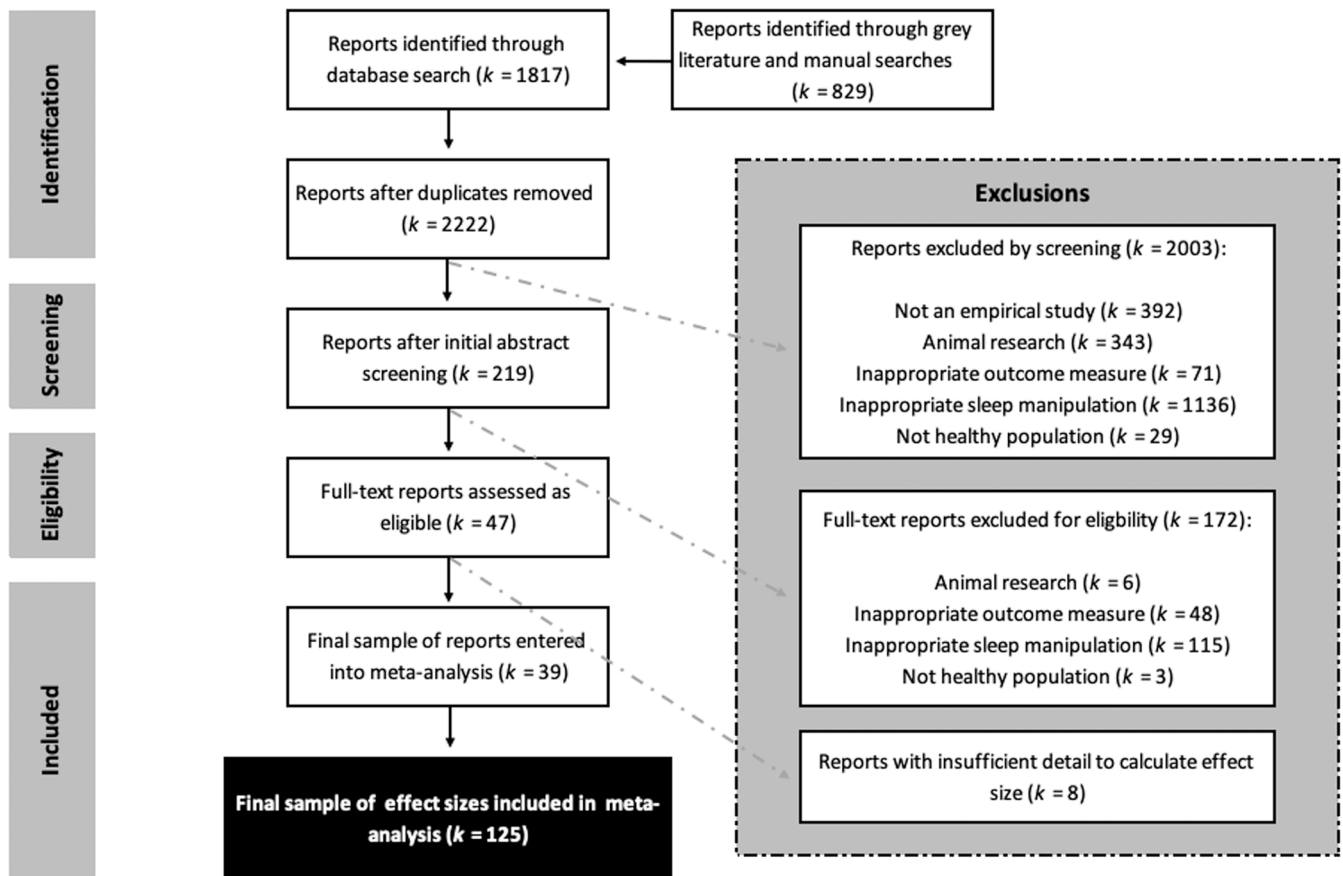 Identification
Reports identified through
database search (k = 1817)
Reports identified through grey
literature and manual searches
(k = 829)
Reports after duplicates removed
(k = 2222)
Screening
Reports after initial abstract
screening (k = 219)
Eligibility
Full-text reports assessed as
eligible (k = 47)
Included
Final sample of reports entered
into meta-analysis (k = 39)
Final sample of effect sizes included in meta-
analysis (k = 125)
Exclusions
Reports excluded by screening (k = 2003):
Not an empirical study (k = 392)
Animal research (k = 343)
Inappropriate outcome measure (k = 71)
Inappropriate sleep manipulation (k = 1136)
Not healthy population (k = 29)
Full-text reports excluded for eligbility (k = 172):
Animal research (k = 6)
Inappropriate outcome measure (k = 48)
Inappropriate sleep manipulation (k = 115)
Not healthy population (k = 3)
Reports with insufficient detail to calculate effect
size (k = 8)